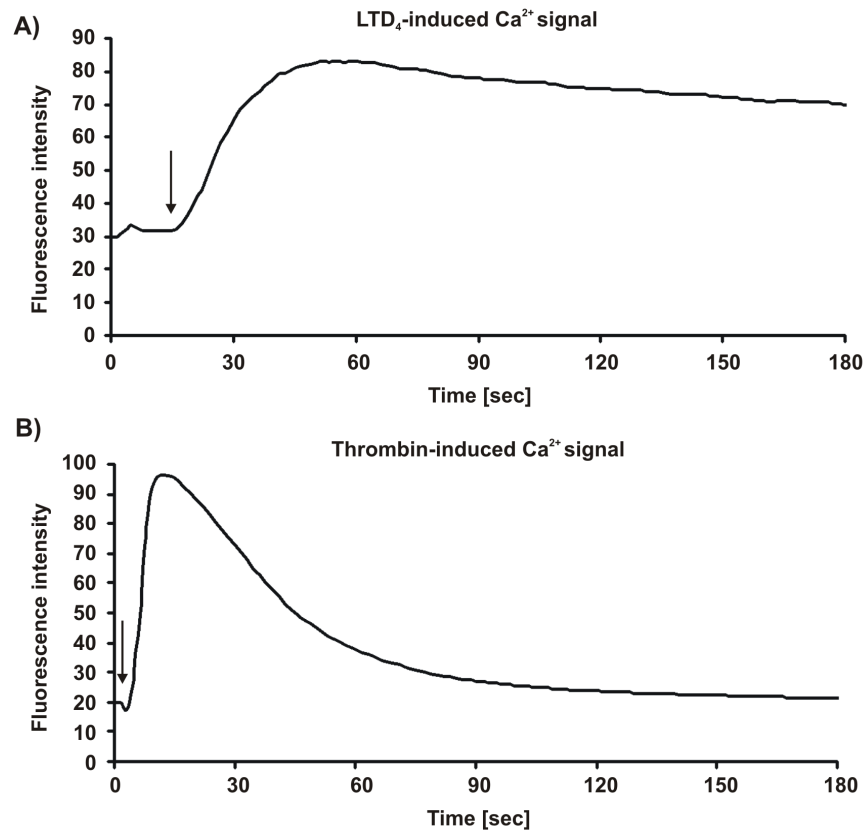 A)
LTD₄-induced Ca²⁺ signal
Fluorescence intensity
90
80
70
60
50
40
30
20
10
0
0 30 60 90 120 150 180
Time [sec]
B)
Thrombin-induced Ca²⁺ signal
Fluorescence intensity
100
90
80
70
60
50
40
30
20
10
0
0 30 60 90 120 150 180
Time [sec]